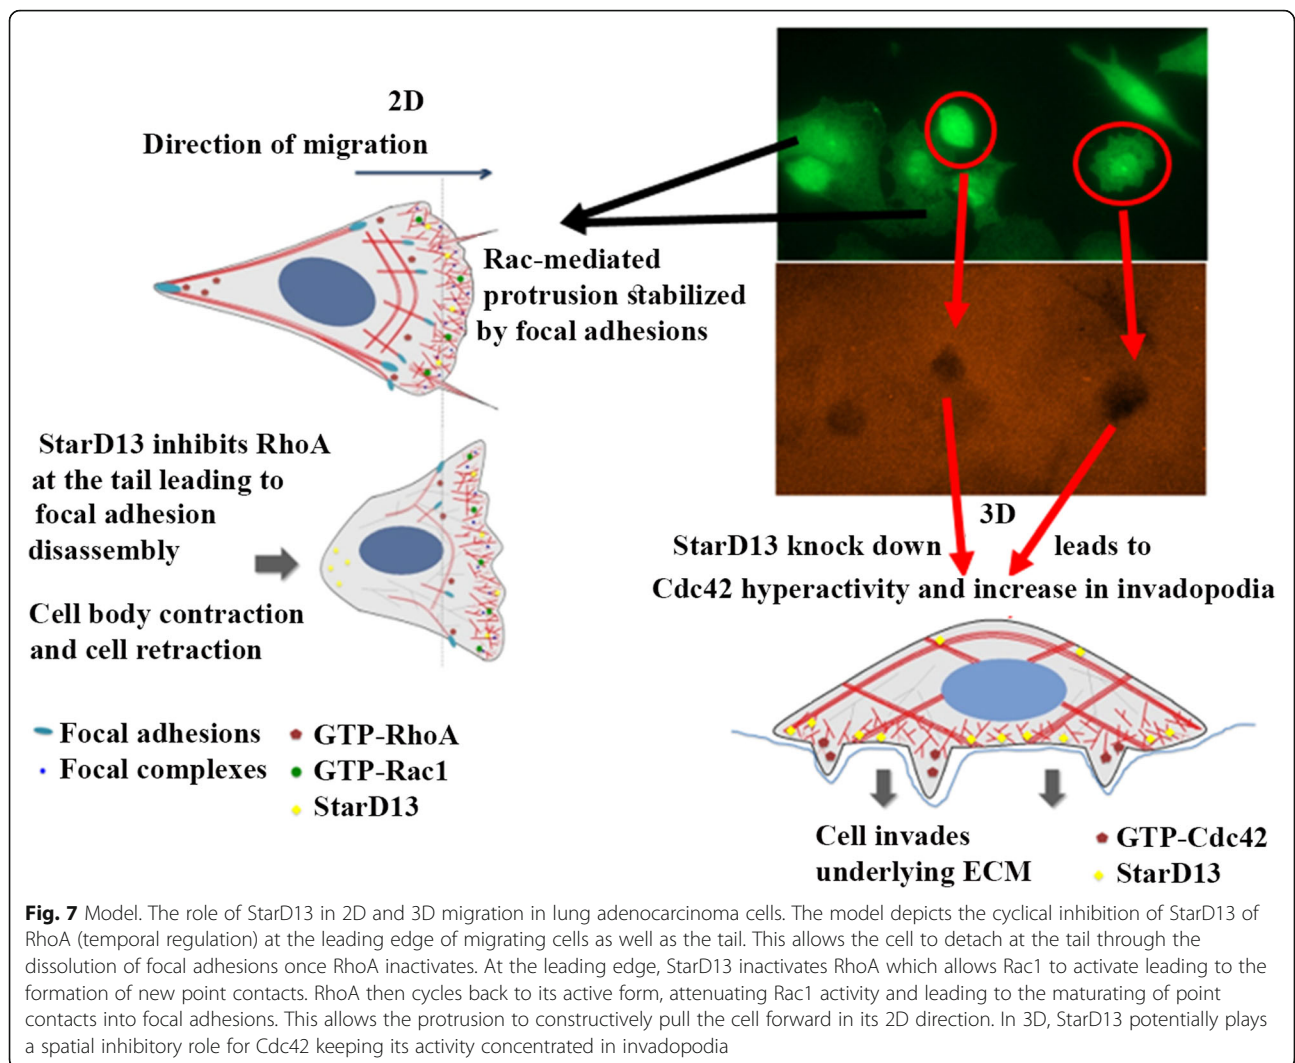 2D
Direction of migration
Rac-mediated
protrusion stabilized
by focal adhesions
StarD13 inhibits RhoA
at the tail leading to
focal adhesion
disassembly
Cell body contraction
and cell retraction
Focal adhesions
Focal complexes
GTP-RhoA
GTP-Rac1
StarD13
3D
StarD13 knock down leads to
Cdc42 hyperactivity and increase in invadopodia
Cell invades
underlying ECM
GTP-Cdc42
StarD13
Fig. 7 Model. The role of StarD13 in 2D and 3D migration in lung adenocarcinoma cells. The model depicts the cyclical inhibition of StarD13 of
RhoA (temporal regulation) at the leading edge of migrating cells as well as the tail. This allows the cell to detach at the tail through the
dissolution of focal adhesions once RhoA inactivates. At the leading edge, StarD13 inactivates RhoA which allows Rac1 to activate leading to the
formation of new point contacts. RhoA then cycles back to its active form, attenuating Rac1 activity and leading to the maturating of point
contacts into focal adhesions. This allows the protrusion to constructively pull the cell forward in its 2D direction. In 3D, StarD13 potentially plays
a spatial inhibitory role for Cdc42 keeping its activity concentrated in invadopodia